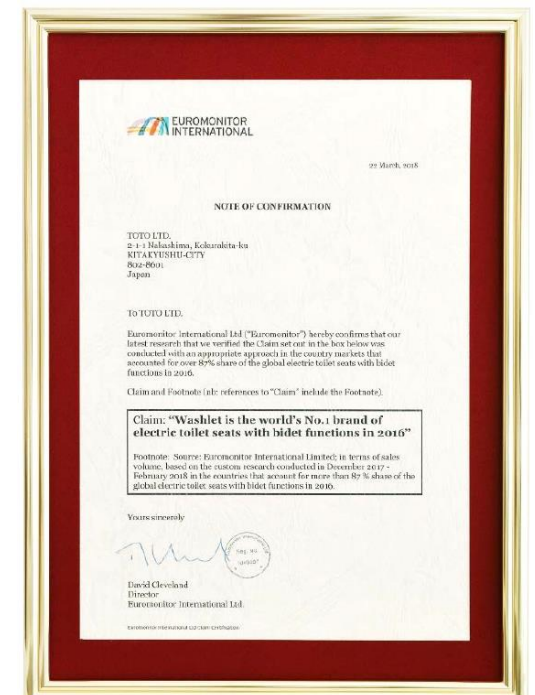 EUROMONITOR
INTERNATIONAL
22 March, 2018
NOTE OF CONFIRMATION
TOTO LTD.
2-1-1 Nakashima, Kokurakita-ku
KITAKYUSHU-CITY
802-8601
Japan
To TOTO LTD.
Euromonitor International Ltd ("Euromonitor") hereby confirms that our
latest research that we verified the Claim set out in the box below was
conducted with an appropriate approach in the country markets that
accounted for over 87% share of the global electric toilet seats with bidet
functions in 2016.
Claim and Footnote (nb: references to "Claim" include the Footnote).
Claim: "Washlet is the world's No.1 brand of
electric toilet seats with bidet functions in 2016"
Footnote: Source: Euromonitor International Limited; in terms of sales
volume, based on the custom research conducted in December 2017 -
February 2018 in the countries that account for more than 87 % share of the
global electric toilet seats with bidet functions in 2016.
Yours sincerely
David Cleveland
Director
Euromonitor International Ltd.
Euromonitor International Ltd